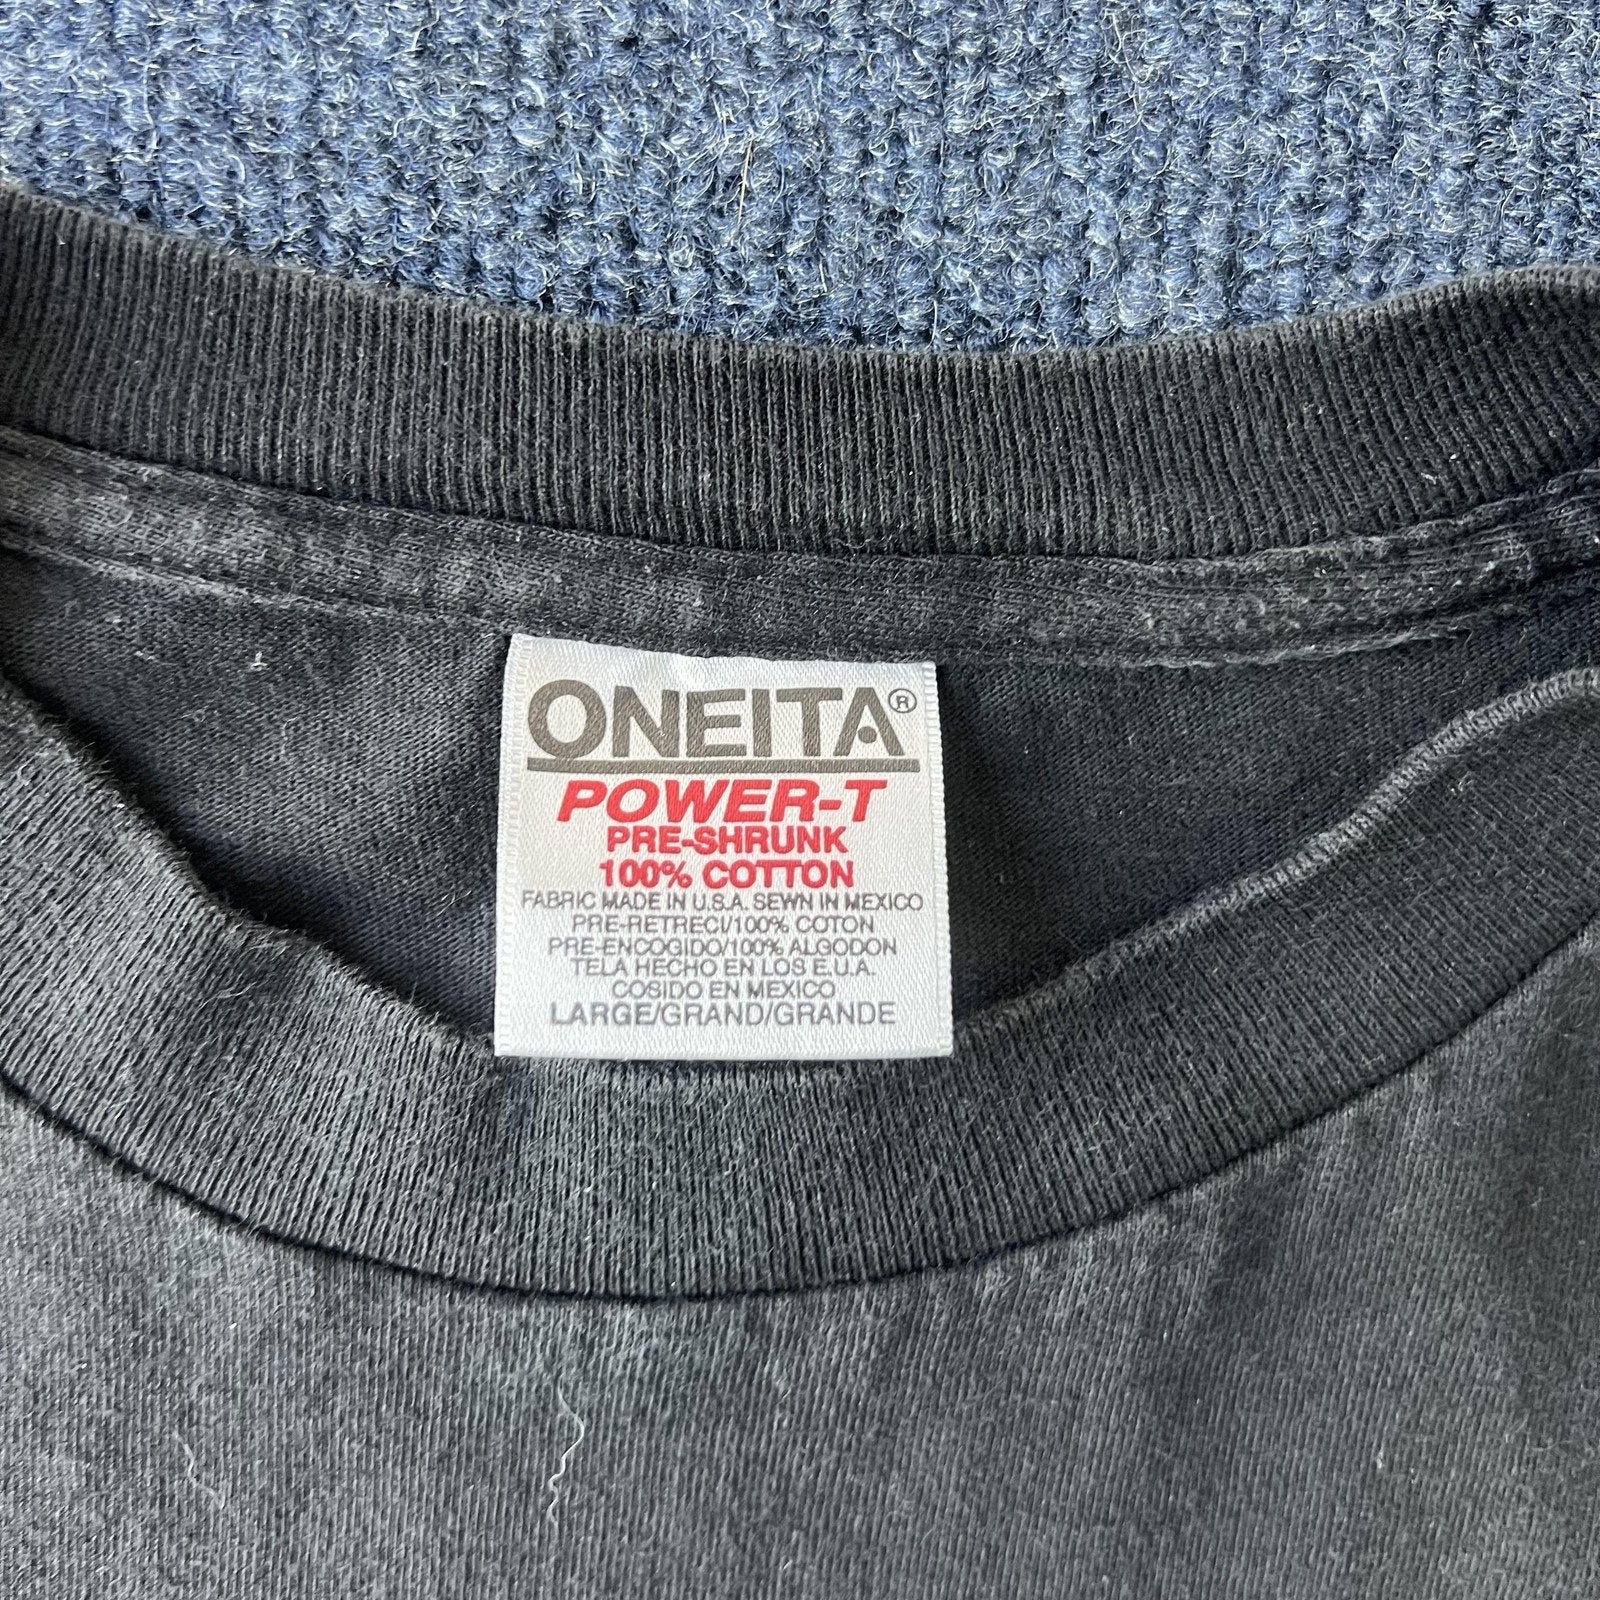 ONEITA®
POWER-T
PRE-SHRUNK
100% COTTON
FABRIC MADE IN U.S.A. SEWN IN MEXICO
PRE-RETRECI/100% COTON
PRE-ENCOGIDO/100% ALGODON
TELA HECHO EN LOS E.U.A.
COSIDO EN MEXICO
LARGE/GRAND/GRANDE